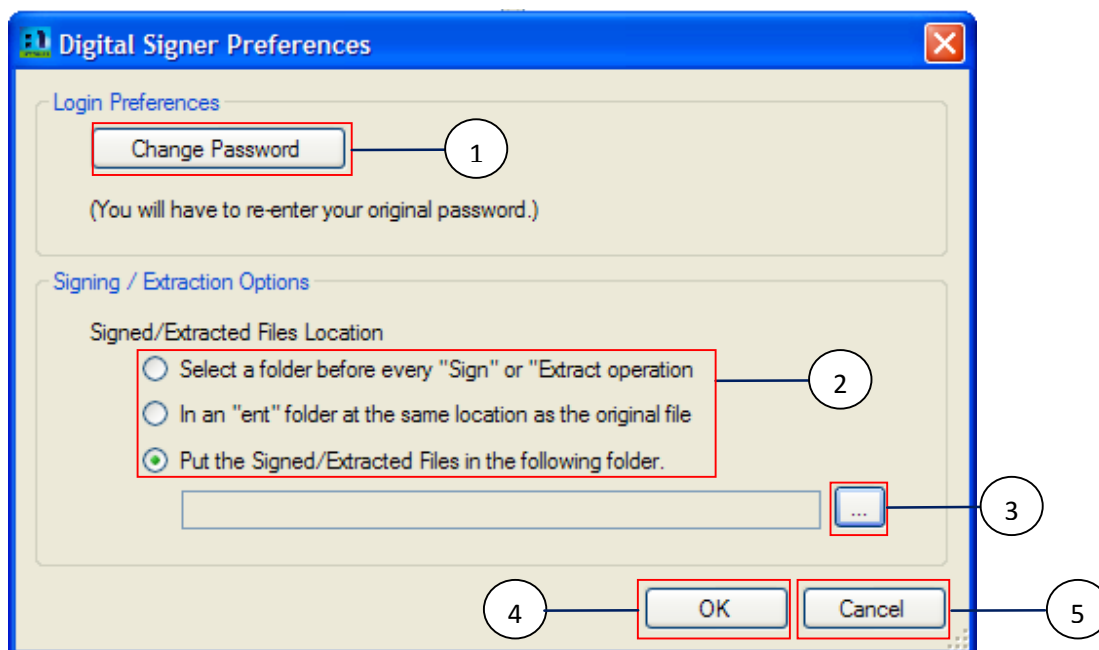 Digital Signer Preferences
Login Preferences
Change Password
1
(You will have to re-enter your original password.)
Signing / Extraction Options
Signed/Extracted Files Location
Select a folder before every "Sign" or "Extract operation
In an "ent" folder at the same location as the original file
2
Put the Signed/Extracted Files in the following folder.
...
3
4
OK
Cancel
5